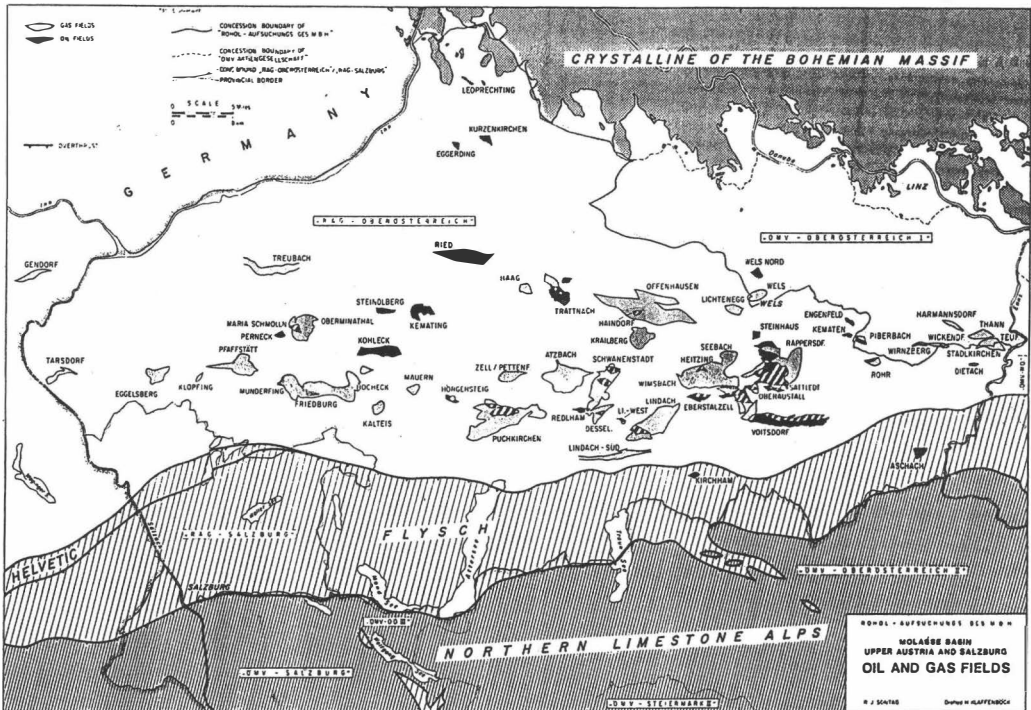 GAS FIELDS
OIL FIELDS
CONCESSION BOUNDARY OF
"ROHÖL-AUFSUCHUNGS GES M B H"
CONCESSION BOUNDARY OF
"ÖMV AKTIENGESELLSCHAFT"
PROVINCIAL BORDER
SCALE
OVERTHRUST
GERMANY
CRYSTALLINE OF THE BOHEMIAN MASSIF
LEOPRECHTING
KURZENKIRCHEN
EGGERDING
Danube
LINZ
"RAG - OBERÖSTERREICH"
"ÖMV - OBERÖSTERREICH I"
RIED
GENDORF
TREUBACH
HAAG
WELS NORD
OFFENHAUSEN
LICHTENEGG
WELS
WELS
STEINDLBERG
TRATTNACH
MARIA SCHMOLLN
OBERMINATHAL
KEMATING
HAINDORF
ENGENFELD
HARMANNSDORF
PERNECK
STEINHAUS
KEMATEN
PIBERBACH
WICKENDF.
THANN
KRAILBERG
RAPPERSDF.
TEUF
KOHLECK
PFAFFSTÄTT
ATZBACH
SCHWANENSTADT
SEEBACH
HEITZING
WIRNZBERG
STADLKIRCHEN
TARSDORF
ROHR
DIETACH
EGGELSBERG
KLÖPFING
MUNDERFING
HOCHECK
MAUERN
ZELL/PETTENF
WIMSBACH
SATTLEDT
FRIEDBURG
HÖRGENSTEIG
OBERAUSTALL
KALTEIS
REDLHAM
LI.-WEST
LINDACH
EBERSTALZELL
DESSEL.
PUCHKIRCHEN
VOITSDORF
LINDACH-SÜD
ASCHACH
KIRCHHAM
FLYSCH
"RAG-SALZBURG"
HELVETIC
SALZBURG
"ÖMV - OBERÖSTERREICH II"
NORTHERN LIMESTONE ALPS
"ÖMV - SALZBURG"
"ÖMV-STEIERMARK II"
ROHÖL-AUFSUCHUNGS GES M B H
MOLASSE BASIN
UPPER AUSTRIA AND SALZBURG
OIL AND GAS FIELDS